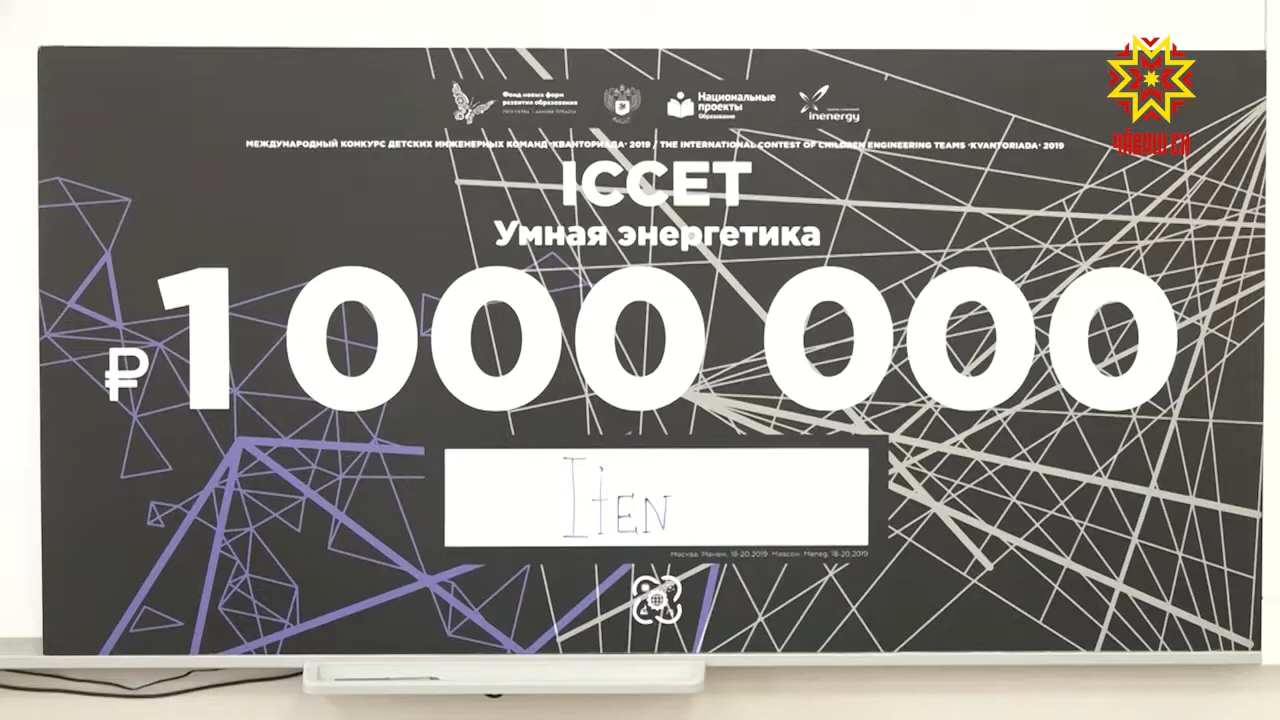 Фонд новых форм
развития образования
Национальные
проекты
Образование
inenergy
ЧӐВАШ ЕН
МЕЖДУНАРОДНЫЙ КОНКУРС ДЕТСКИХ ИНЖЕНЕРНЫХ КОМАНД ·КВАНТОРИАДА· 2019 / THE INTERNATIONAL CONTEST OF CHILDREN ENGINEERING TEAMS ·KVANTORIADA· 2019
ICCET
Умная энергетика
₽1 000 000
ItEN
Москва. Манеж. 18-20.2019 Moscow. Maneg. 18-20.2019